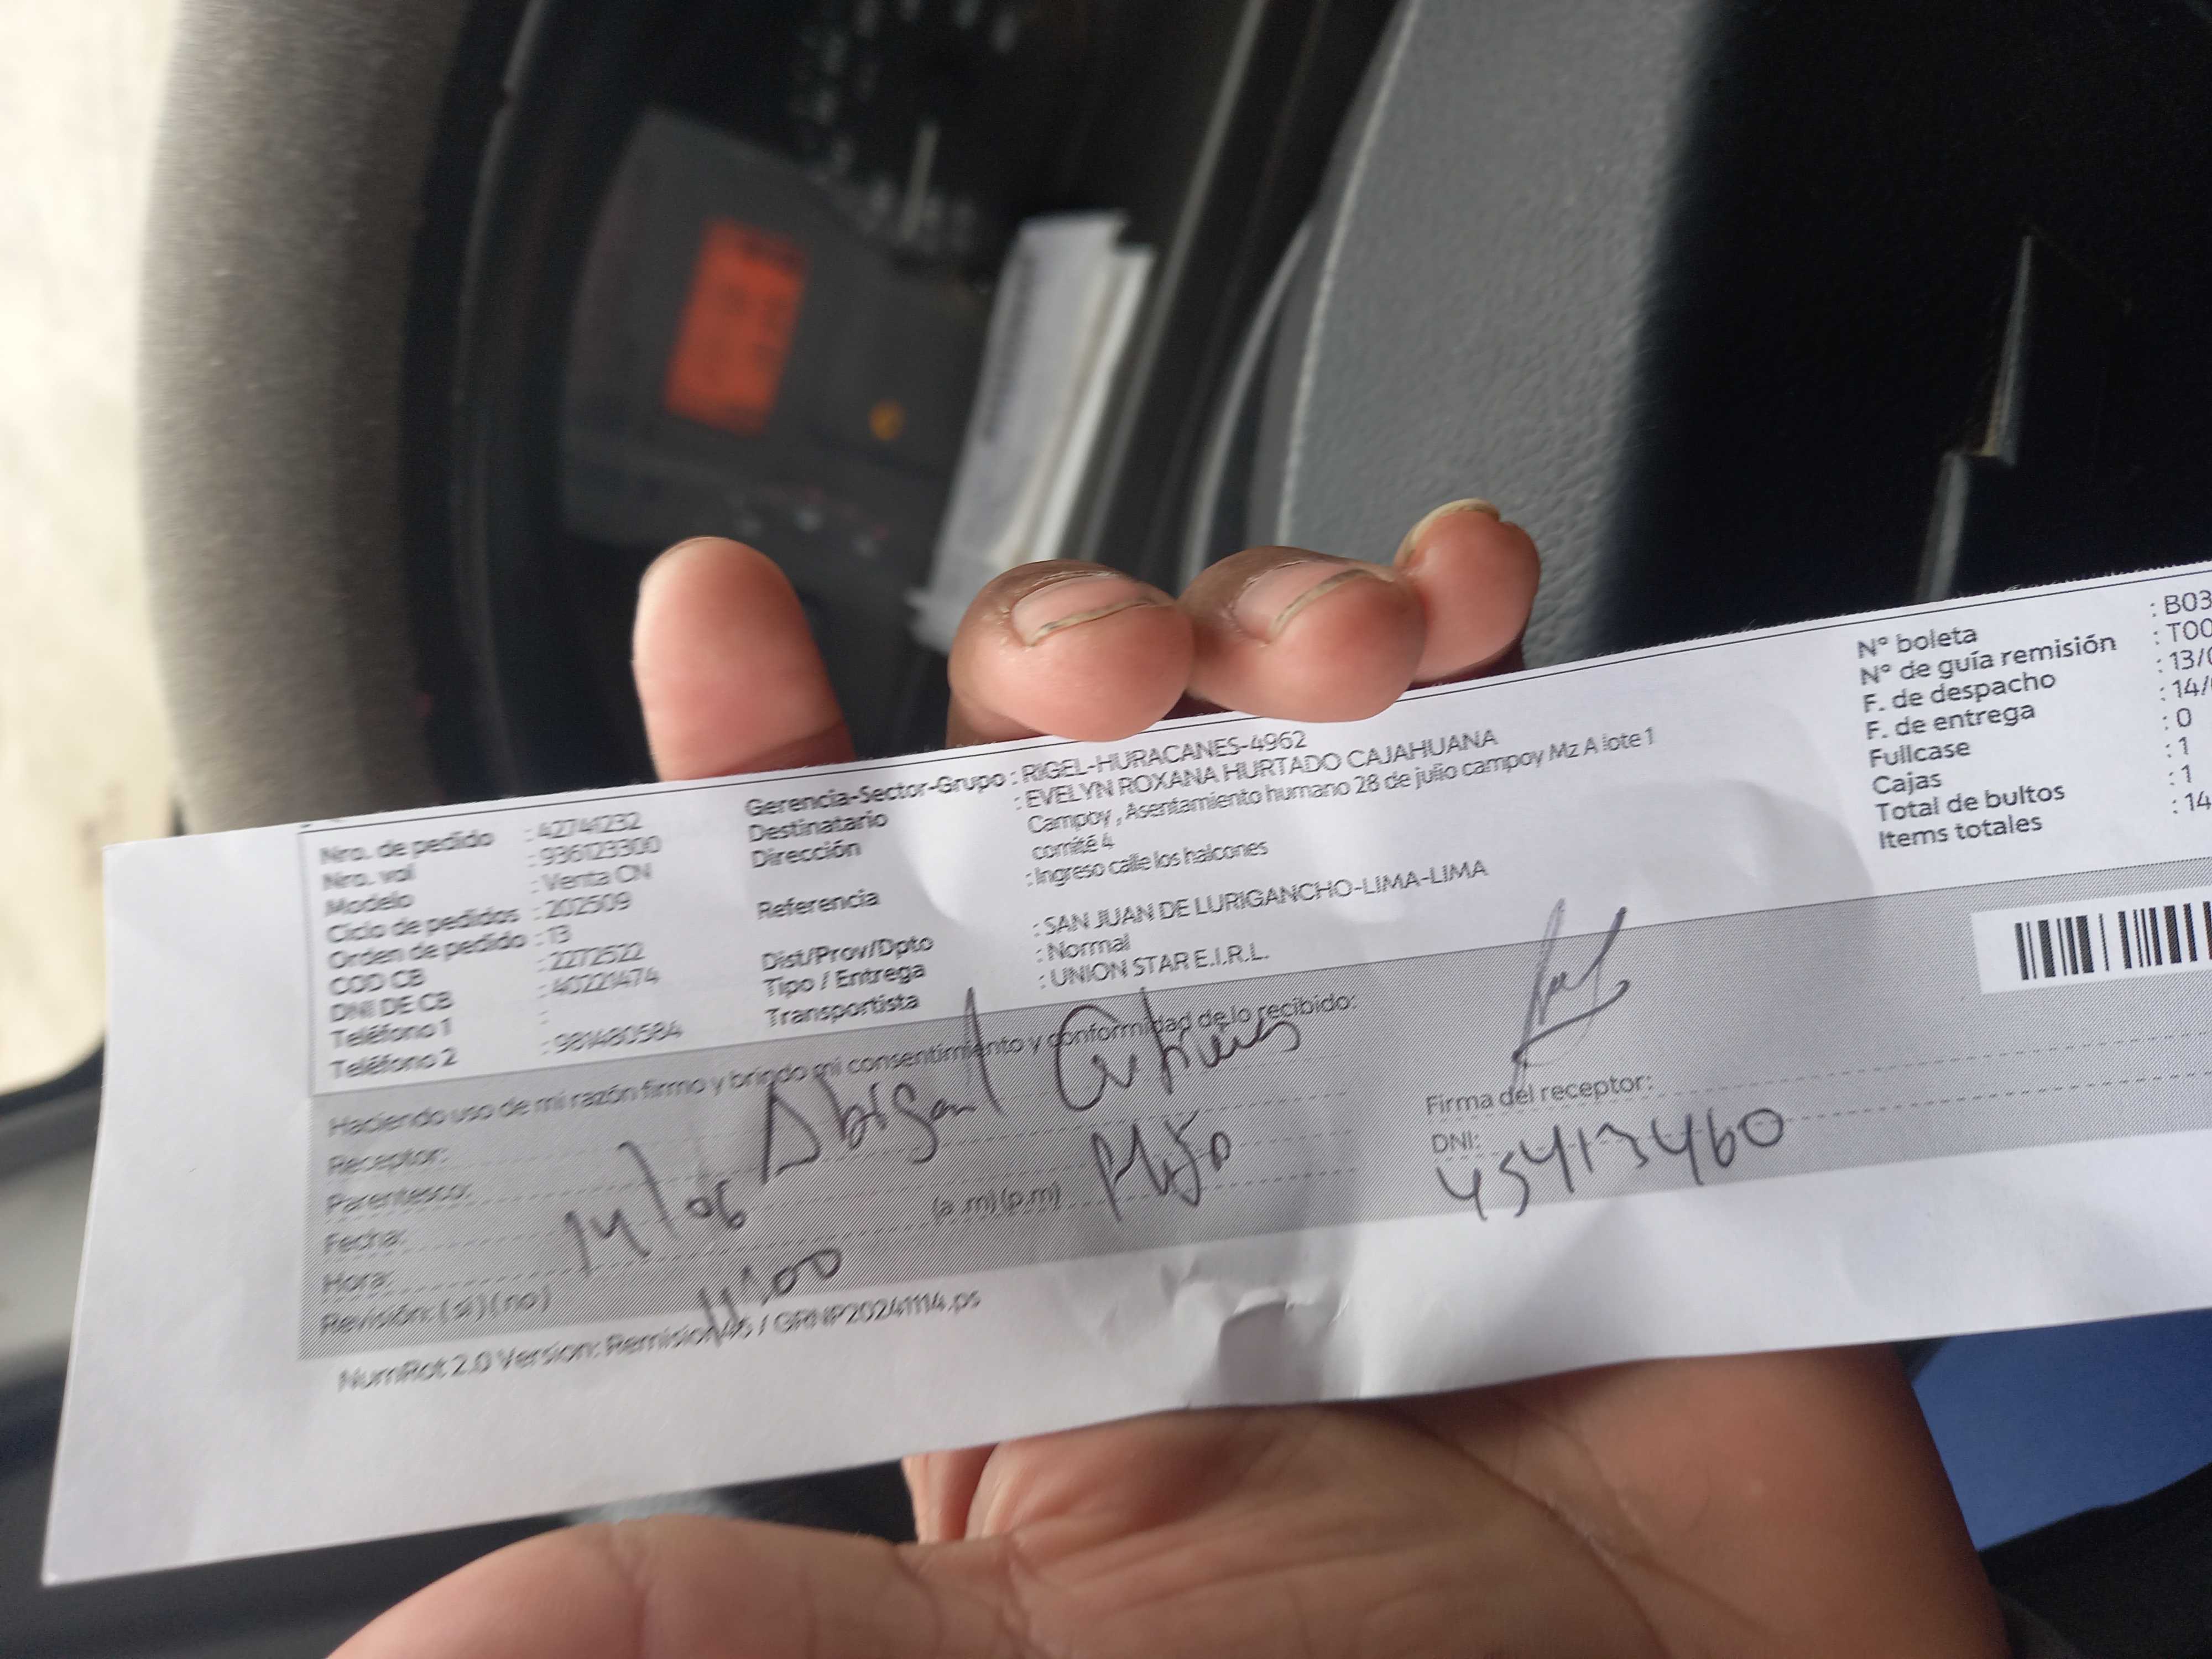 Nro. de pedido : 42741232
Nro. vol : 936123300
Modelo : Venta CN
Ciclo de pedidos : 202509
Orden de pedido : 13
COD CB : 2272522
DNI DE CB : 40221474
Teléfono 1 :
Teléfono 2 : 981480584
Gerencia-Sector-Grupo : RIGEL-HURACANES-4962
Destinatario : EVELYN ROXANA HURTADO CAJAHUANA
Dirección Campoy , Asentamiento humano 28 de julio campoy Mz A lote 1
comité 4
Referencia : Ingreso calle los halcones
Dist/Prov/Dpto : SAN JUAN DE LURIGANCHO-LIMA-LIMA
Tipo / Entrega : Normal
Transportista : UNION STAR E.I.R.L.
N° boleta : B03
N° de guía remisión : T00
F. de despacho : 13/
F. de entrega : 14/
Fullcase : 0
Cajas : 1
Total de bultos : 1
Items totales : 14
Haciendo uso de mi razón firmo y brindo mi consentimiento y conformidad de lo recibido:
Receptor: Abigail
Parentesco:
Fecha: 14/06
Hora: 11:00 (a .m) (p.m)
Revisión: ( si ) ( no )
Firma del receptor:
DNI: 45413460
NumRot 2.0 Version: Remision46 / GRNP20241114.ps